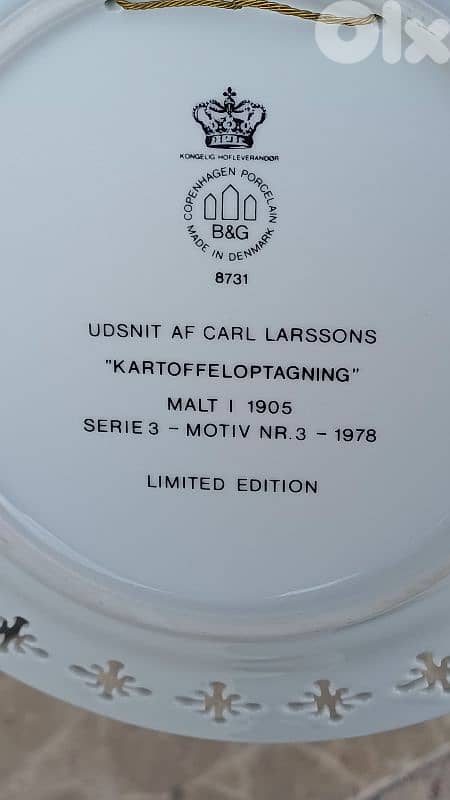 OLX
KONGELIG HOFLEVERANDØR
COPENHAGEN PORCELAIN
B&G
MADE IN DENMARK
8731
UDSNIT AF CARL LARSSONS
"KARTOFFELOPTAGNING"
MALT I 1905
SERIE 3 - MOTIV NR. 3 - 1978
LIMITED EDITION